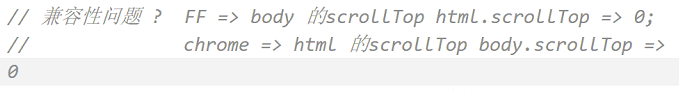 // 兼容性问题 ?  FF => body 的scrollTop html.scrollTop => 0;
//             chrome => html 的scrollTop body.scrollTop =>
0